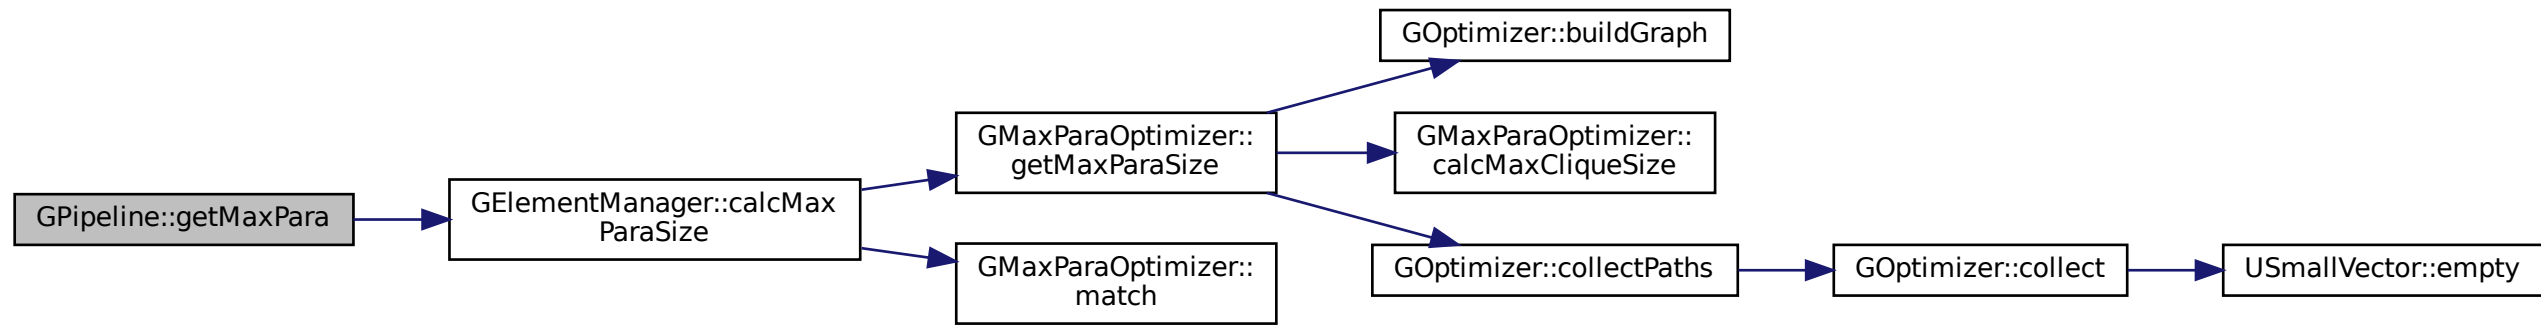 GPipeline::getMaxPara
GElementManager::calcMax
ParaSize
GMaxParaOptimizer::
getMaxParaSize
GMaxParaOptimizer::
match
GOptimizer::buildGraph
GMaxParaOptimizer::
calcMaxCliqueSize
GOptimizer::collectPaths
GOptimizer::collect
USmallVector::empty